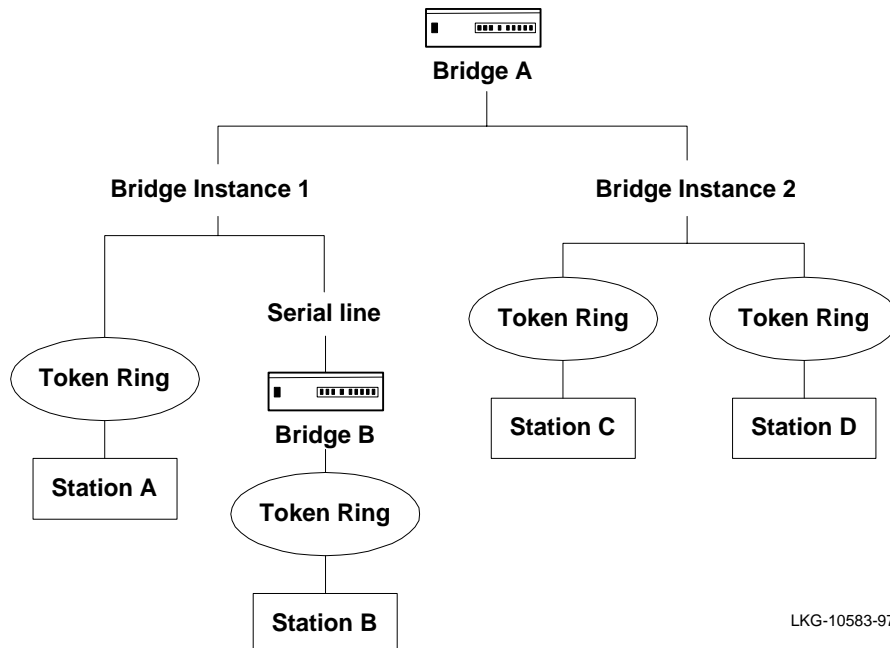 Bridge A
Bridge Instance 1
Bridge Instance 2
Serial line
Token Ring
Token Ring
Token Ring
Bridge B
Station C
Station D
Station A
Token Ring
Station B
LKG-10583-97